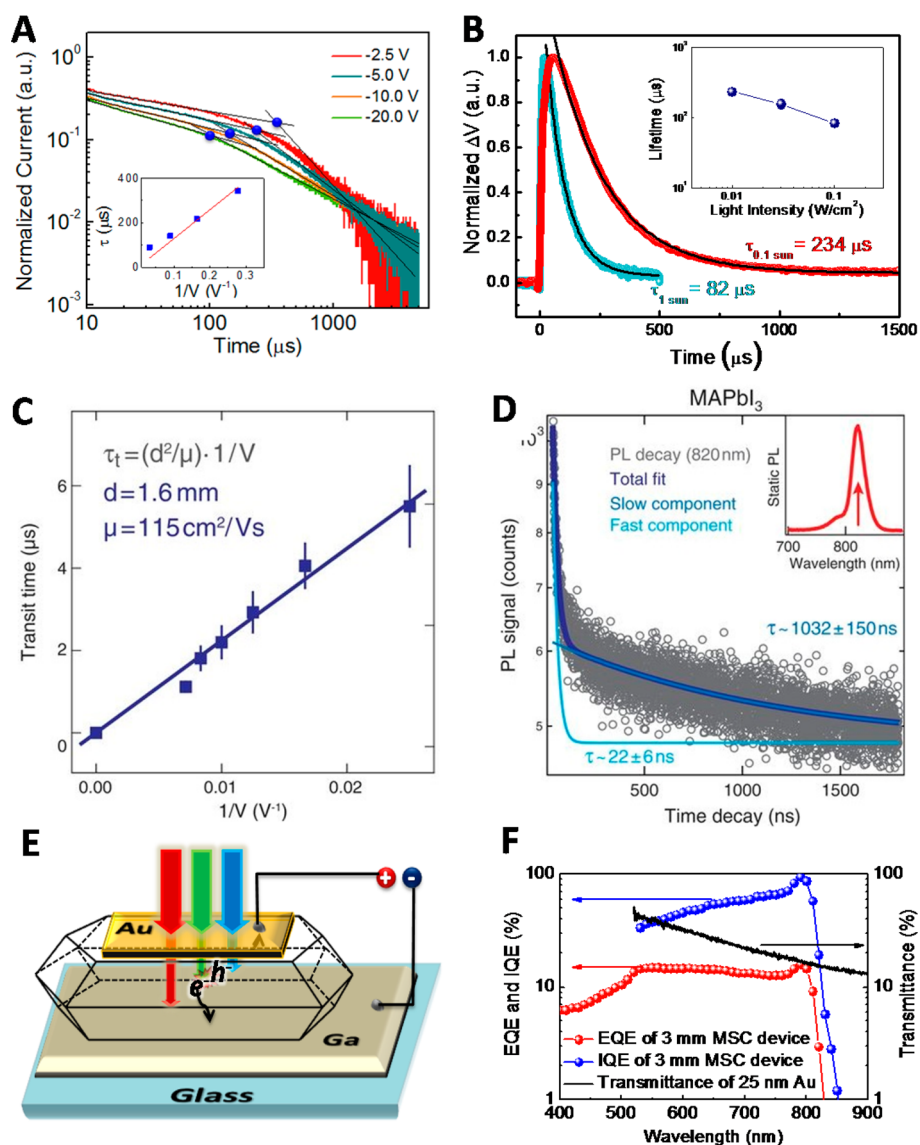 A
Normalized Current (a.u.)
10⁰
10⁻¹
10⁻²
10⁻³
-2.5 V
-5.0 V
-10.0 V
-20.0 V
τ (μs)
400
200
0
0.1 0.2 0.3
1/V (V⁻¹)
10 100 1000
Time (μs)
B
Normalized ΔV (a.u.)
1.0
0.8
0.6
0.4
0.2
0.0
Lifetime (μs)
10³
10²
10¹
0.01 0.1
Light Intensity (W/cm²)
τ0.1 sun = 234 μs
τ1 sun = 82 μs
0 500 1000 1500
Time (μs)
C
Transit time (μs)
6
4
2
0
τt=(d²/μ)·1/V
d=1.6mm
μ=115cm²/Vs
0.00 0.01 0.02
1/V (V⁻¹)
D
MAPbI₃
PL signal (counts)
10³
9
8
7
6
5
PL decay (820nm)
Total fit
Slow component
Fast component
Static PL
700 800
Wavelength (nm)
τ~1032±150ns
τ~22±6ns
500 1000 1500
Time decay (ns)
E
+ -
Au
e⁻ h⁻
Ga
Glass
F
EQE and IQE (%)
100
10
1
Transmittance (%)
100
10
1
EQE of 3 mm MSC device
IQE of 3 mm MSC device
Transmittance of 25 nm Au
400 500 600 700 800 900
Wavelength (nm)